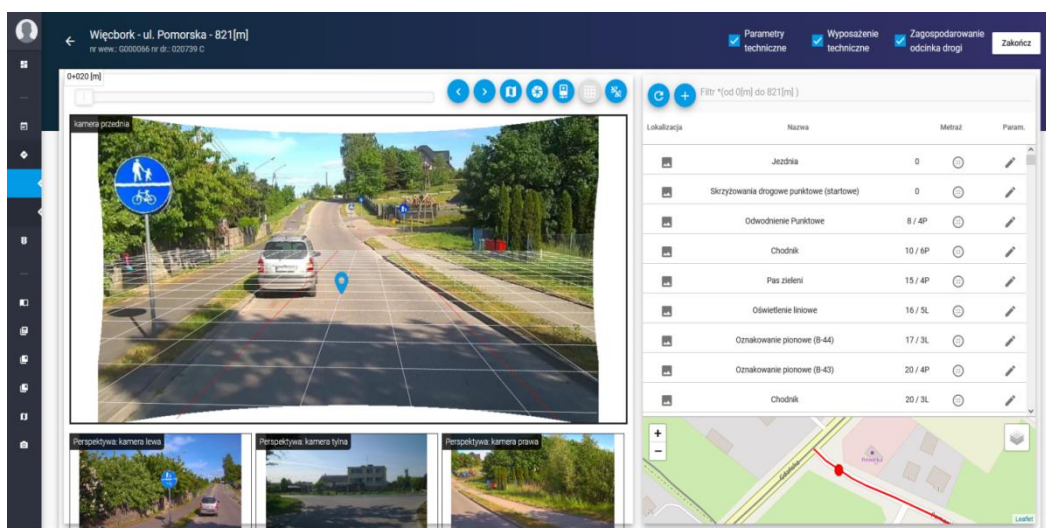 Więcbork - ul. Pomorska - 821[m]
nr wew.: G000066 nr dr.: 020739 C
Parametry
techniczne
Wyposażenie
techniczne
Zagospodarowanie
odcinka drogi
Zakończ
0+020 [m]
kamera przednia
Perspektywa: kamera lewa
Perspektywa: kamera tylna
Perspektywa: kamera prawa
Filtr *(od 0[m] do 821[m] )
Lokalizacja Nazwa Metraż Param.
Jezdnia 0
Skrzyżowania drogowe punktowe (startowe) 0
Odwodnienie Punktowe 8 / 4P
Chodnik 10 / 6P
Pas zieleni 15 / 4P
Oświetlenie liniowe 16 / 5L
Oznakowanie pionowe (B-44) 17 / 3L
Oznakowanie pionowe (B-43) 20 / 4P
Chodnik 20 / 3L
+
−
Gdańska
Leaflet